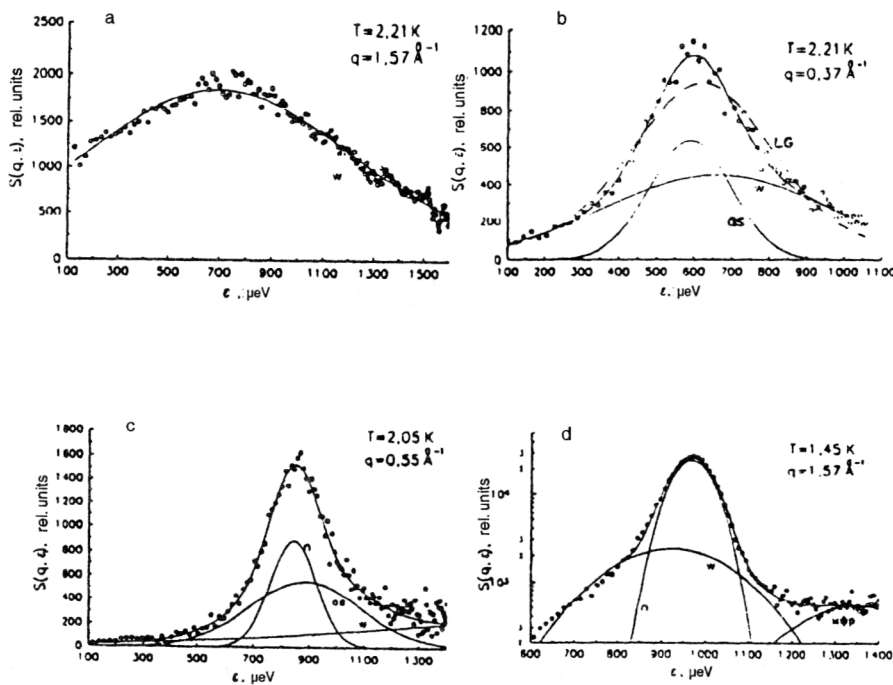 a
T=2,21 K
q=1,57 Å⁻¹
S(q, ε), rel. units
2500
2000
1500
1000
500
0
w
100 300 500 700 900 1100 1300 1500
ε, μeV
b
T=2,21 K
q=0,37 Å⁻¹
S(q, ε), rel. units
1200
1000
800
600
400
200
0
LG
w
as
100 200 300 400 500 600 700 800 900 1000 1100
ε, μeV
c
T=2,05 K
q=0,55 Å⁻¹
S(q, ε), rel. units
1800
1600
1400
1200
1000
800
600
400
200
0
n
as
w
100 300 500 700 900 1100 1300
ε, μeV
d
T=1,45 K
q=1,57 Å⁻¹
S(q, ε), rel. units
10⁴
10³
w
n
600 700 800 900 1000 1100 1200 1300 1400
ε, μeV